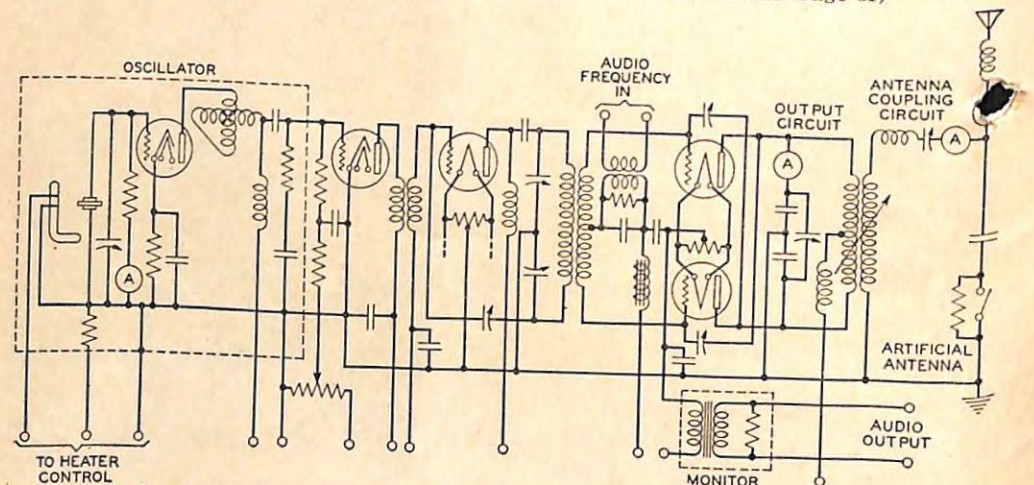 OSCILLATOR
AUDIO
FREQUENCY
IN
OUTPUT
CIRCUIT
ANTENNA
COUPLING
CIRCUIT
A
A
A
ARTIFICIAL
ANTENNA
AUDIO
OUTPUT
TO HEATER
CONTROL
MONITOR